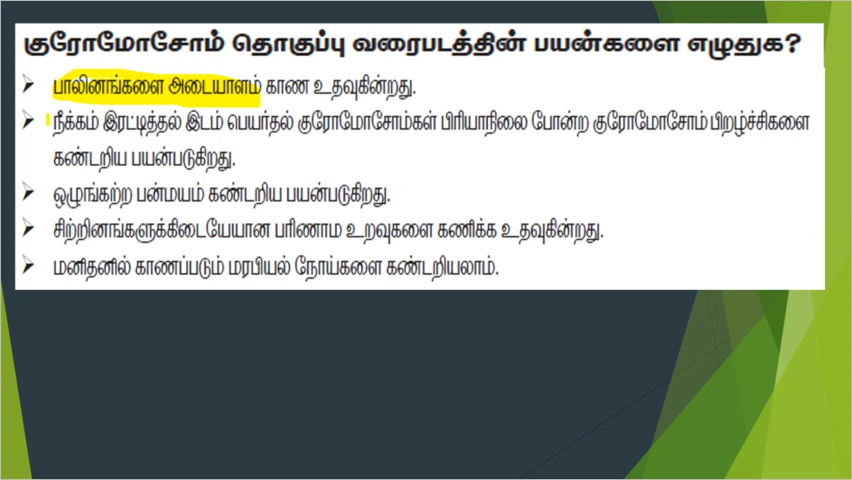 குரோமோசோம் தொகுப்பு வரைபடத்தின் பயன்களை எழுதுக?
➢ பாலினங்களை அடையாளம் காண உதவுகின்றது.
➢ நீக்கம் இரட்டித்தல் இடம் பெயர்தல் குரோமோசோம்கள் பிரியாநிலை போன்ற குரோமோசோம் பிறழ்ச்சிகளை
கண்டறிய பயன்படுகிறது.
➢ ஒழுங்கற்ற பன்மயம் கண்டறிய பயன்படுகிறது.
➢ சிற்றினங்களுக்கிடையேயான பரிணாம உறவுகளை கணிக்க உதவுகின்றது.
➢ மனிதனில் காணப்படும் மரபியல் நோய்களை கண்டறியலாம்.